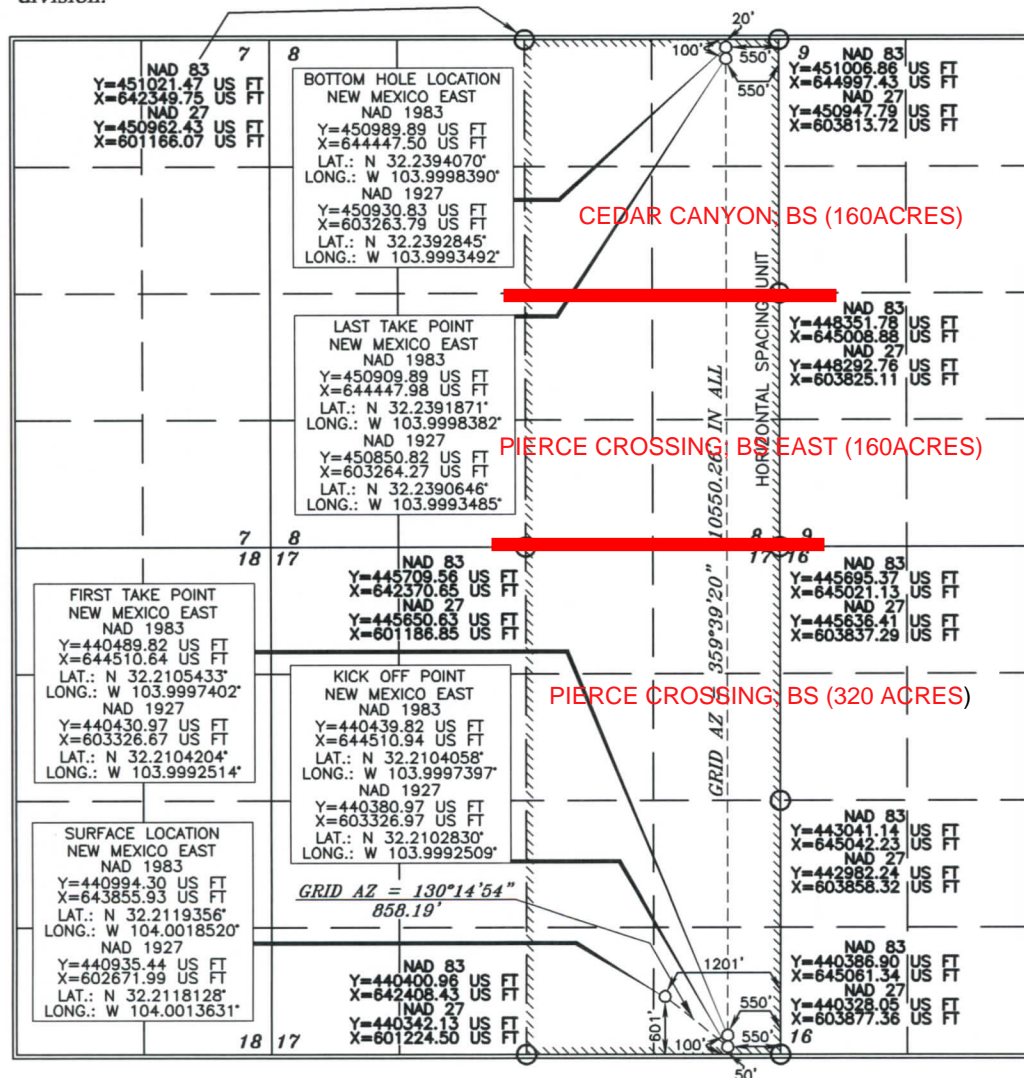 division.
20'
7 8
9
100'
550'
550'
NAD 83
Y=451021.47 US FT
X=642349.75 US FT
NAD 27
Y=450962.43 US FT
X=601166.07 US FT
BOTTOM HOLE LOCATION
NEW MEXICO EAST
NAD 1983
Y=450989.89 US FT
X=644447.50 US FT
LAT.: N 32.2394070°
LONG.: W 103.9998390°
NAD 1927
Y=450930.83 US FT
X=603263.79 US FT
LAT.: N 32.2392845°
LONG.: W 103.9993492°
NAD 83
Y=451006.86 US FT
X=644997.43 US FT
NAD 27
Y=450947.79 US FT
X=603813.72 US FT
CEDAR CANYON; BS (160ACRES)
HORIZONTAL SPACING UNIT
LAST TAKE POINT
NEW MEXICO EAST
NAD 1983
Y=450909.89 US FT
X=644447.98 US FT
LAT.: N 32.2391871°
LONG.: W 103.9998382°
NAD 1927
Y=450850.82 US FT
X=603264.27 US FT
LAT.: N 32.2390646°
LONG.: W 103.9993485°
NAD 83
Y=448351.78 US FT
X=645008.88 US FT
NAD 27
Y=448292.76 US FT
X=603825.11 US FT
PIERCE CROSSING; BS EAST (160ACRES)
GRID AZ = 359°39'20" 10550.26' IN ALL
7 8
18 17
8 9
17 16
NAD 83
Y=445709.56 US FT
X=642370.65 US FT
NAD 27
Y=445650.63 US FT
X=601186.85 US FT
NAD 83
Y=445695.37 US FT
X=645021.13 US FT
NAD 27
Y=445636.41 US FT
X=603837.29 US FT
FIRST TAKE POINT
NEW MEXICO EAST
NAD 1983
Y=440489.82 US FT
X=644510.64 US FT
LAT.: N 32.2105433°
LONG.: W 103.9997402°
NAD 1927
Y=440430.97 US FT
X=603326.67 US FT
LAT.: N 32.2104204°
LONG.: W 103.9992514°
KICK OFF POINT
NEW MEXICO EAST
NAD 1983
Y=440439.82 US FT
X=644510.94 US FT
LAT.: N 32.2104058°
LONG.: W 103.9997397°
NAD 1927
Y=440380.97 US FT
X=603326.97 US FT
LAT.: N 32.2102830°
LONG.: W 103.9992509°
PIERCE CROSSING; BS (320 ACRES)
SURFACE LOCATION
NEW MEXICO EAST
NAD 1983
Y=440994.30 US FT
X=643855.93 US FT
LAT.: N 32.2119356°
LONG.: W 104.0018520°
NAD 1927
Y=440935.44 US FT
X=602671.99 US FT
LAT.: N 32.2118128°
LONG.: W 104.0013631°
NAD 83
Y=443041.14 US FT
X=645042.23 US FT
NAD 27
Y=442982.24 US FT
X=603858.32 US FT
GRID AZ = 130°14'54"
858.19'
NAD 83
Y=440400.96 US FT
X=642408.43 US FT
NAD 27
Y=440342.13 US FT
X=601224.50 US FT
1201'
601'
550'
550'
100'
50'
NAD 83
Y=440386.90 US FT
X=645061.34 US FT
NAD 27
Y=440328.05 US FT
X=603877.36 US FT
18 17
16